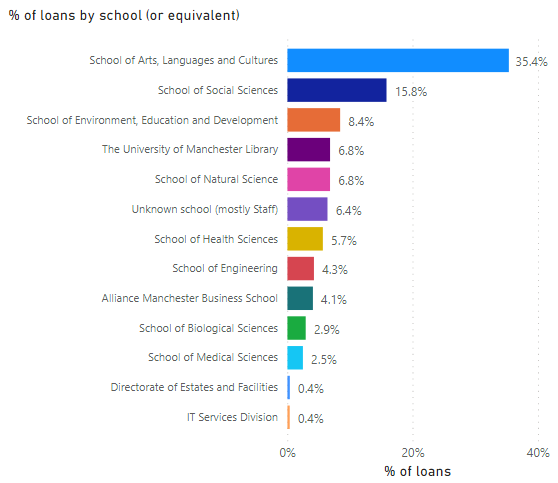 % of loans by school (or equivalent)
School of Arts, Languages and Cultures 35.4%
School of Social Sciences 15.8%
School of Environment, Education and Development 8.4%
The University of Manchester Library 6.8%
School of Natural Science 6.8%
Unknown school (mostly Staff) 6.4%
School of Health Sciences 5.7%
School of Engineering 4.3%
Alliance Manchester Business School 4.1%
School of Biological Sciences 2.9%
School of Medical Sciences 2.5%
Directorate of Estates and Facilities 0.4%
IT Services Division 0.4%
0% 20% 40%
% of loans